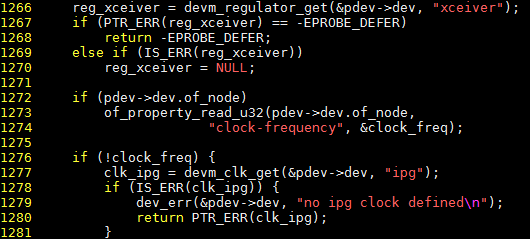 1266     reg_xceiver = devm_regulator_get(&pdev->dev, "xceiver");
1267     if (PTR_ERR(reg_xceiver) == -EPROBE_DEFER)
1268         return -EPROBE_DEFER;
1269     else if (IS_ERR(reg_xceiver))
1270         reg_xceiver = NULL;
1271
1272     if (pdev->dev.of_node)
1273         of_property_read_u32(pdev->dev.of_node,
1274                     "clock-frequency", &clock_freq);
1275
1276     if (!clock_freq) {
1277         clk_ipg = devm_clk_get(&pdev->dev, "ipg");
1278         if (IS_ERR(clk_ipg)) {
1279             dev_err(&pdev->dev, "no ipg clock defined\n");
1280             return PTR_ERR(clk_ipg);
1281         }